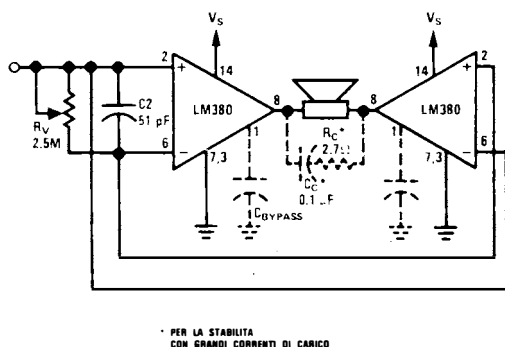 VS
VS
2
14
+
LM380
8
1
6
−
7,3
C2
51 pF
RV
2.5M
RC*
2.7Ω
CC*
0.1 µF
CBYPASS
2
14
+
LM380
8
1
6
−
7,3
* PER LA STABILITA
CON GRANDI CORRENTI DI CARICO